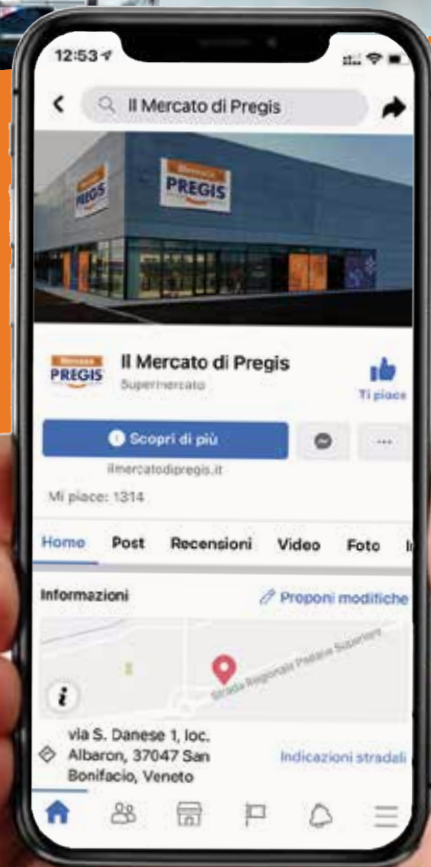 12:53
Il Mercato di Pregis
Mercato
PREGIS
Mercato
PREGIS
Mercato
PREGIS
Il Mercato di Pregis
Supermercato
Ti piace
Scopri di più
ilmercatodipregis.it
Mi piace: 1314
Home Post Recensioni Video Foto
Informazioni
Proponi modifiche
Strada Regionale Padana Superiore
via S. Danese 1, loc.
Albaron, 37047 San
Bonifacio, Veneto
Indicazioni stradali